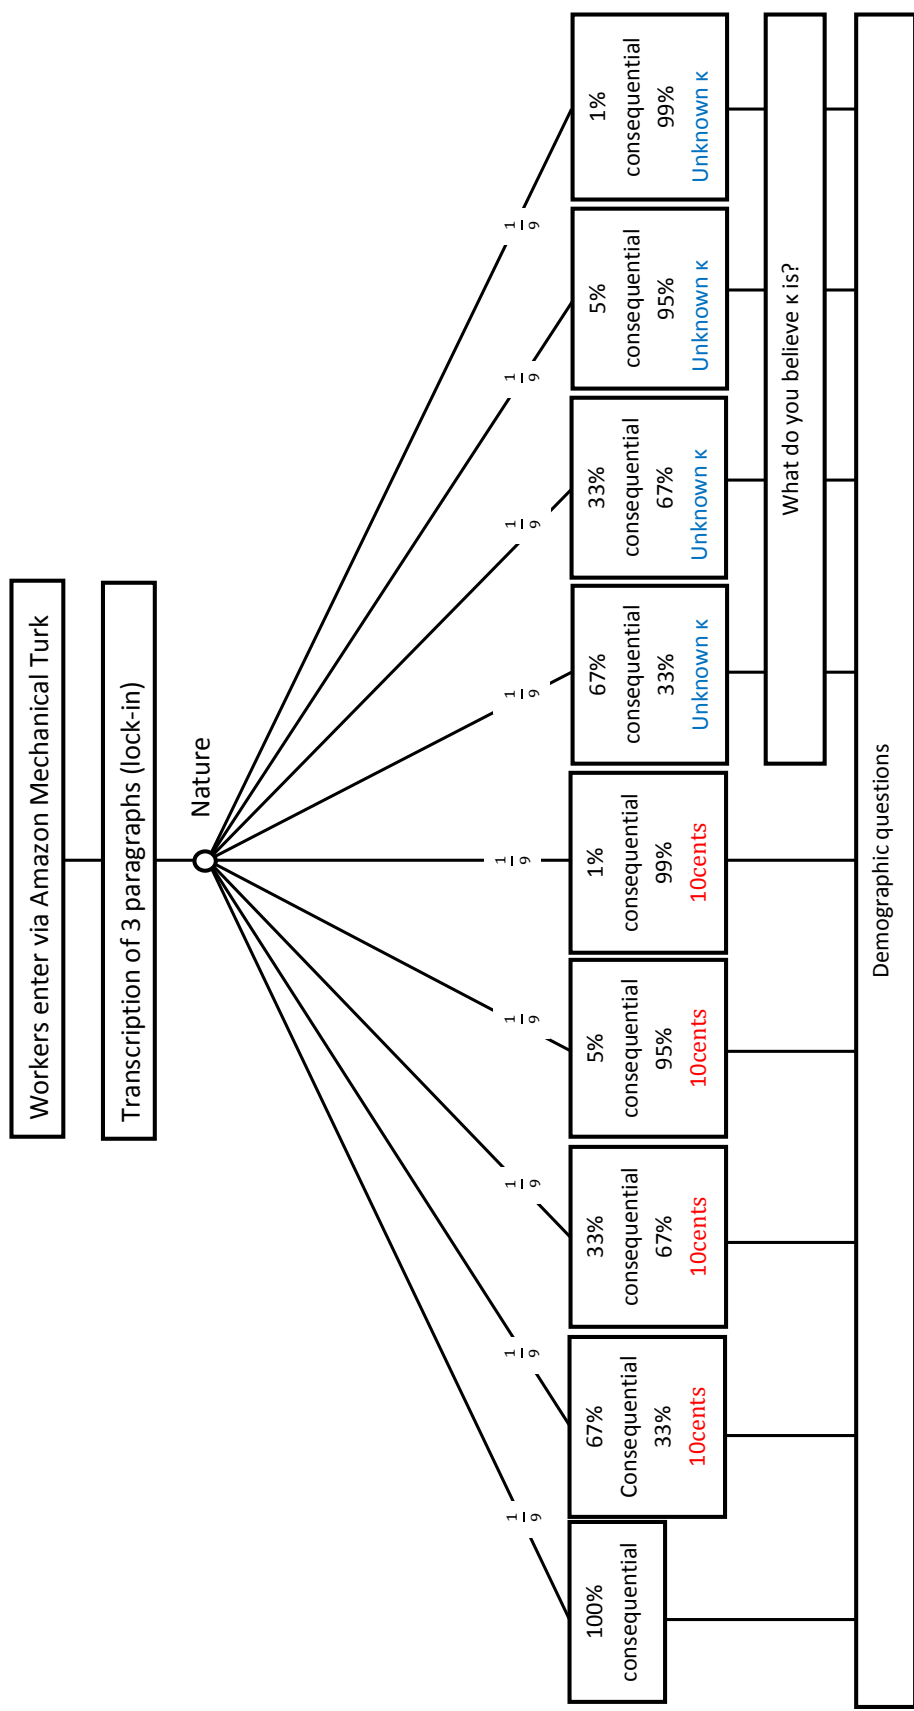 Workers enter via Amazon Mechanical Turk
Transcription of 3 paragraphs (lock-in)
Nature
1
9
1
9
1
9
1
9
1
9
1
9
1
9
1
9
1
9
100%
consequential
67%
Consequential
33%
10cents
33%
consequential
67%
10cents
5%
consequential
95%
10cents
1%
consequential
99%
10cents
67%
consequential
33%
Unknown κ
33%
consequential
67%
Unknown κ
5%
consequential
95%
Unknown κ
1%
consequential
99%
Unknown κ
What do you believe κ is?
Demographic questions